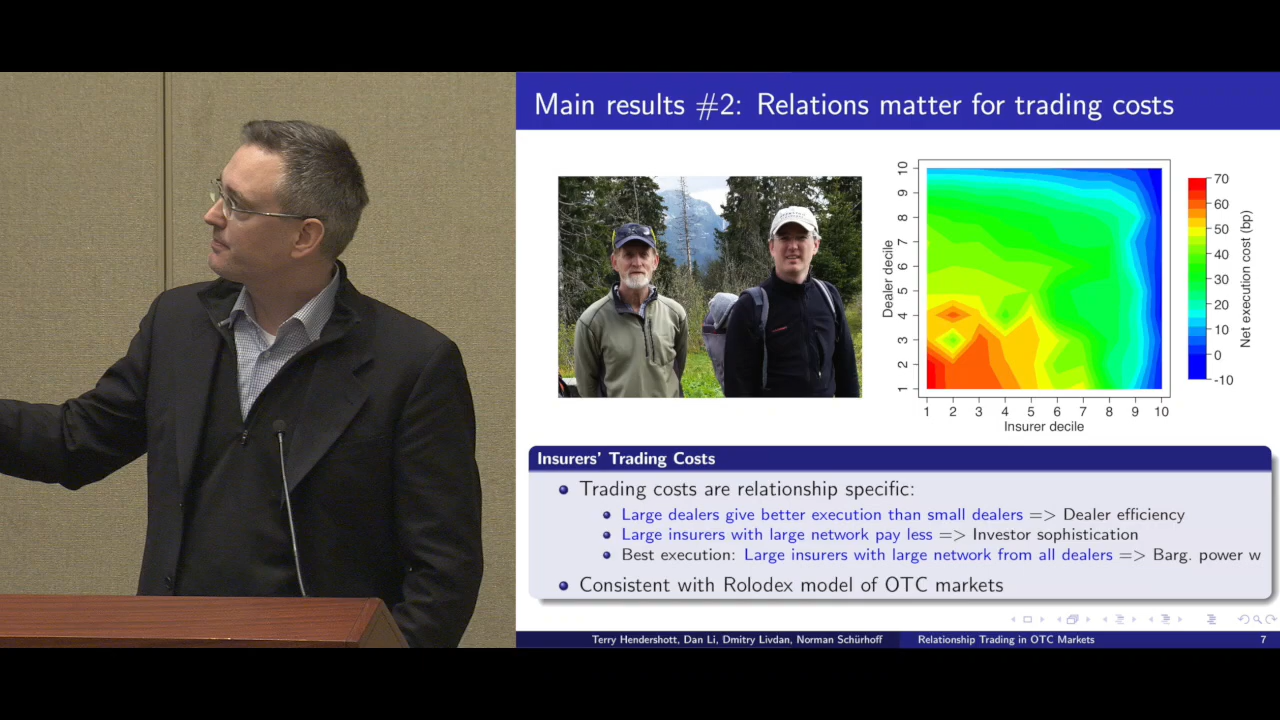 Main results #2: Relations matter for trading costs
Dealer decile
10
9
8
7
6
5
4
3
2
1
1 2 3 4 5 6 7 8 9 10
Insurer decile
70
60
50
40
30
20
10
0
-10
Net execution cost (bp)
Insurers' Trading Costs
Trading costs are relationship specific:
Large dealers give better execution than small dealers => Dealer efficiency
Large insurers with large network pay less => Investor sophistication
Best execution: Large insurers with large network from all dealers => Barg. power w
Consistent with Rolodex model of OTC markets
Terry Hendershott, Dan Li, Dmitry Livdan, Norman Schürhoff
Relationship Trading in OTC Markets
7